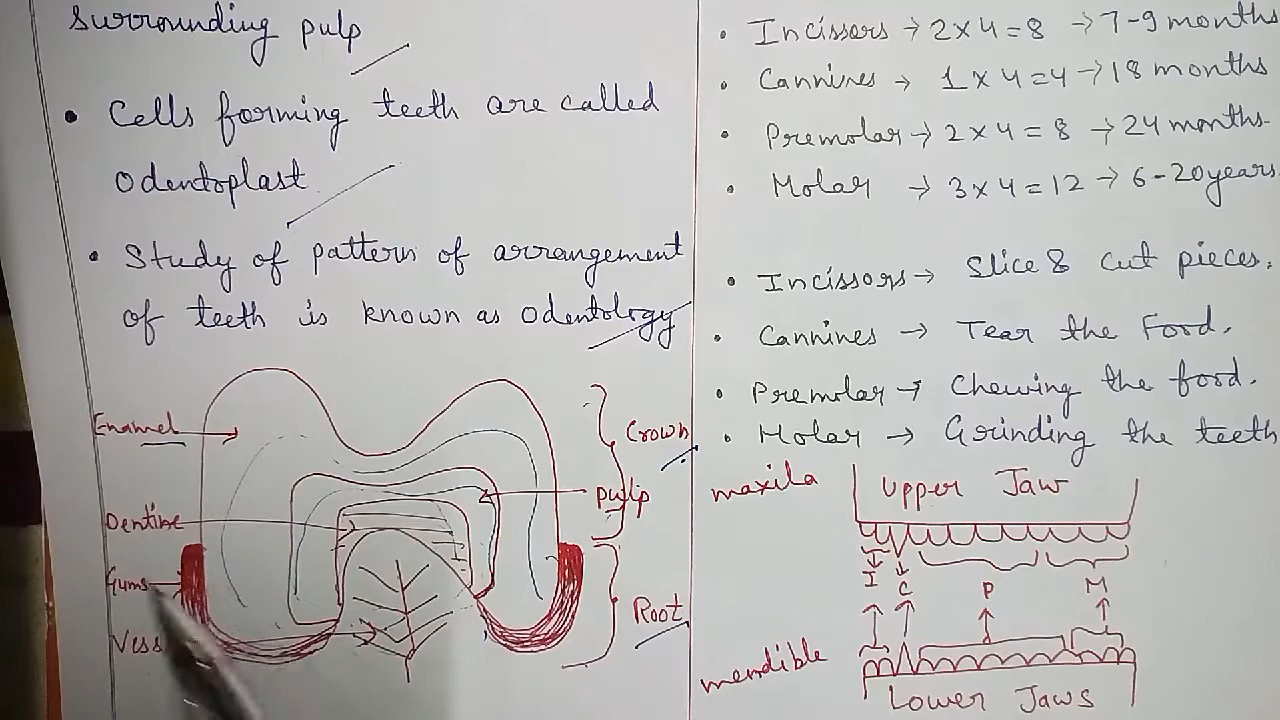 Surrounding pulp
• Cells forming teeth are called
Odentoplast
• Study of pattern of arrangement
of teeth is known as Odentology
Enamel
Dentine
Gums
Vess
Crown
Pulp
Root
• Incissors → 2 x 4 = 8 → 7-9 months
• Cannines → 1 x 4 = 4 → 18 months
• Premolar → 2 x 4 = 8 → 24 months.
• Molar → 3 x 4 = 12 → 6-20 years.
• Incissors → Slice & cut pieces.
• Cannines → Tear the Food.
• Premolar → Chewing the food.
• Molar → Grinding the teeth
maxila
Upper Jaw
I C P M
mendible
Lower Jaws